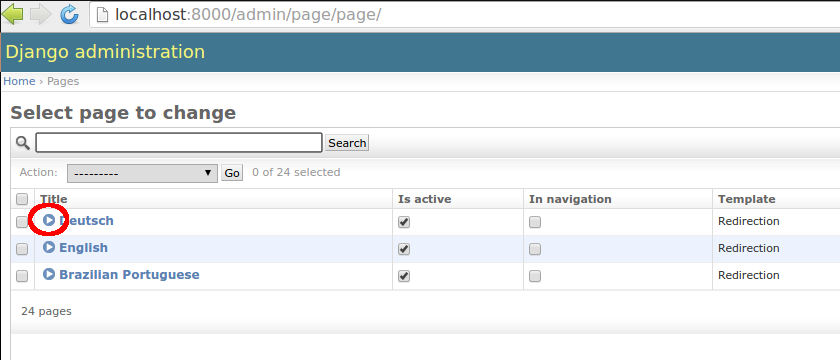 localhost:8000/admin/page/page/
Django administration
Home › Pages
Select page to change
Search
Action: --------- Go 0 of 24 selected
Title Is active In navigation Template
Deutsch Redirection
English Redirection
Brazilian Portuguese Redirection
24 pages